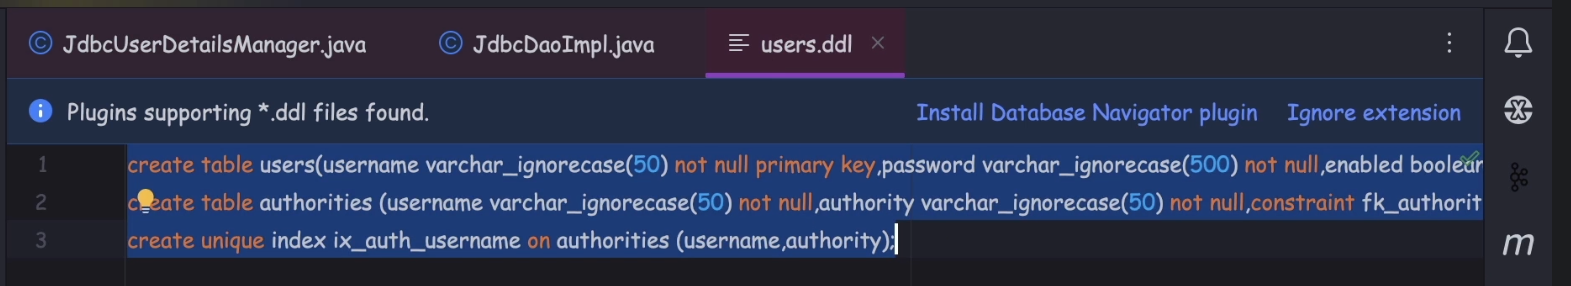 JdbcUserDetailsManager.java JdbcDaoImpl.java users.ddl
Plugins supporting *.ddl files found. Install Database Navigator plugin Ignore extension
1 create table users(username varchar_ignorecase(50) not null primary key,password varchar_ignorecase(500) not null,enabled boolean
2 create table authorities (username varchar_ignorecase(50) not null,authority varchar_ignorecase(50) not null,constraint fk_authorit
3 create unique index ix_auth_username on authorities (username,authority);
m